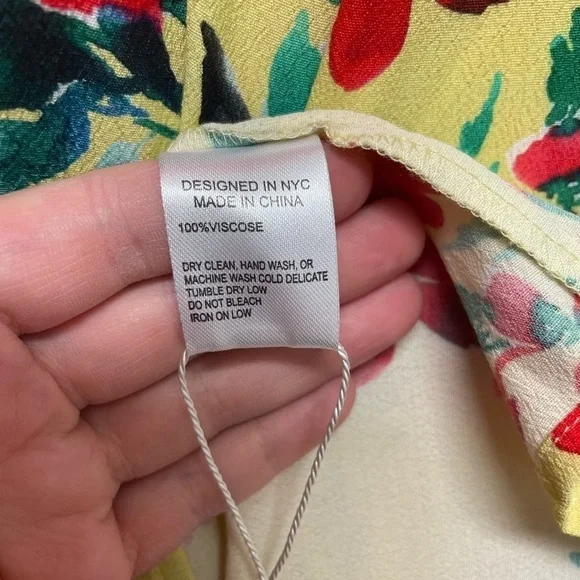 DESIGNED IN NYC
MADE IN CHINA
100%VISCOSE
DRY CLEAN, HAND WASH, OR
MACHINE WASH COLD DELICATE
TUMBLE DRY LOW
DO NOT BLEACH
IRON ON LOW